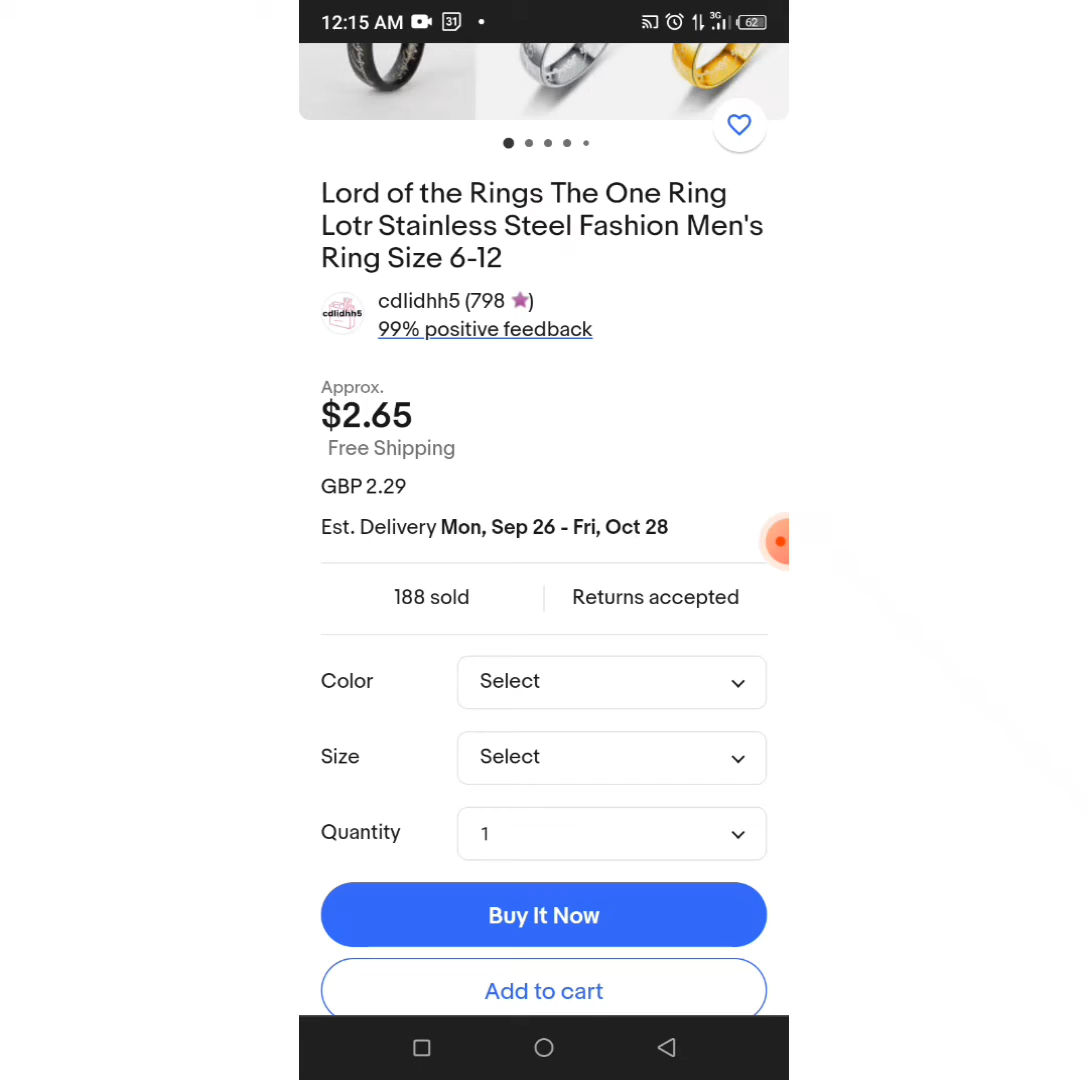 12:15 AM 31 3G 62
Lord of the Rings The One Ring
Lotr Stainless Steel Fashion Men's
Ring Size 6-12
cdlidhh5
cdlidhh5 (798 )
99% positive feedback
Approx.
$2.65
Free Shipping
GBP 2.29
Est. Delivery Mon, Sep 26 - Fri, Oct 28
188 sold Returns accepted
Color Select
Size Select
Quantity 1
Buy It Now
Add to cart